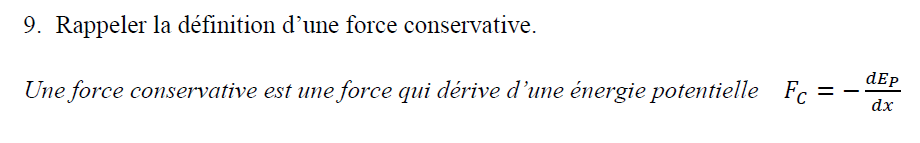 9. Rappeler la définition d’une force conservative.
Une force conservative est une force qui dérive d’une énergie potentielle F_C = −dE_P/dx